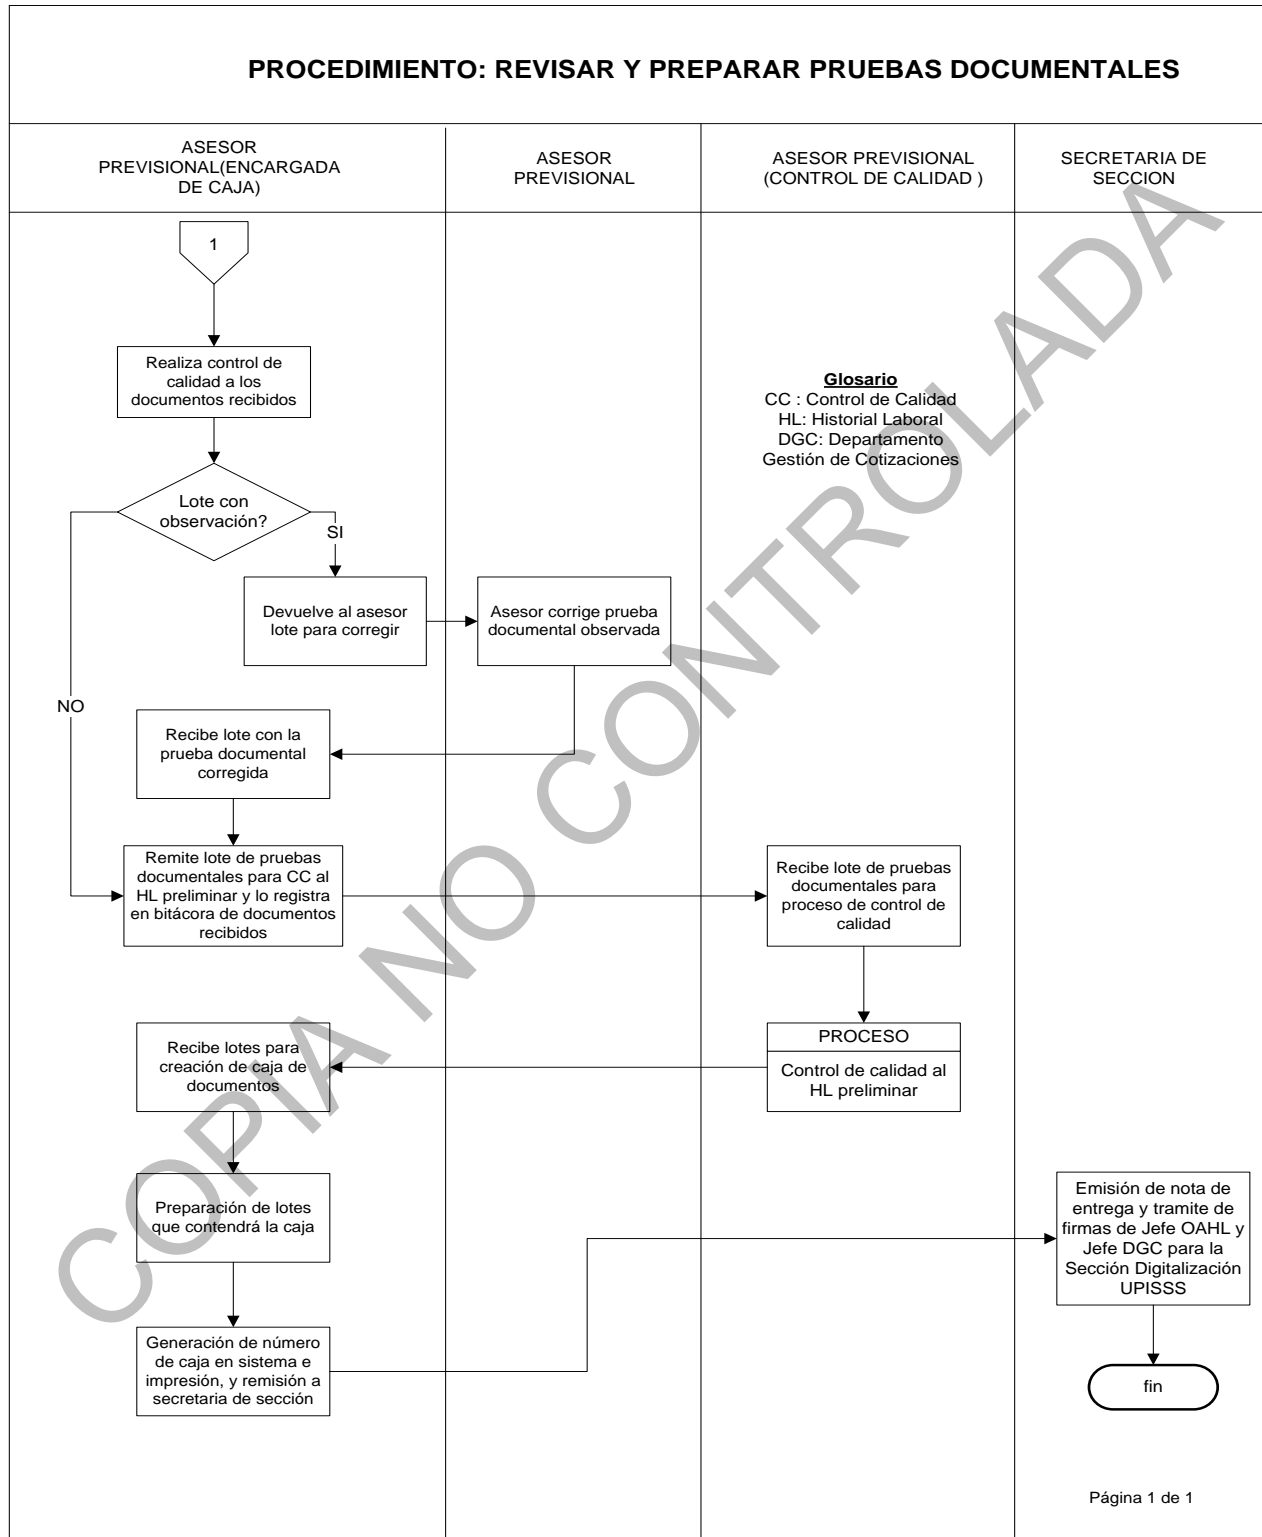 PROCEDIMIENTO: REVISAR Y PREPARAR PRUEBAS DOCUMENTALES
ASESOR
PREVISIONAL(ENCARGADA
DE CAJA)
ASESOR
PREVISIONAL
ASESOR PREVISIONAL
(CONTROL DE CALIDAD )
SECRETARIA DE
SECCION
1
Realiza control de
calidad a los
documentos recibidos
Glosario
CC : Control de Calidad
HL: Historial Laboral
DGC: Departamento
Gestión de Cotizaciones
Lote con
observación?
SI
Devuelve al asesor
lote para corregir
Asesor corrige prueba
documental observada
NO
Recibe lote con la
prueba documental
corregida
Remite lote de pruebas
documentales para CC al
HL preliminar y lo registra
en bitácora de documentos
recibidos
Recibe lote de pruebas
documentales para
proceso de control de
calidad
PROCESO
Control de calidad al
HL preliminar
Recibe lotes para
creación de caja de
documentos
Preparación de lotes
que contendrá la caja
Generación de número
de caja en sistema e
impresión, y remisión a
secretaria de sección
Emisión de nota de
entrega y tramite de
firmas de Jefe OAHL y
Jefe DGC para la
Sección Digitalización
UPISSS
fin
Página 1 de 1
COPIA NO CONTROLADA